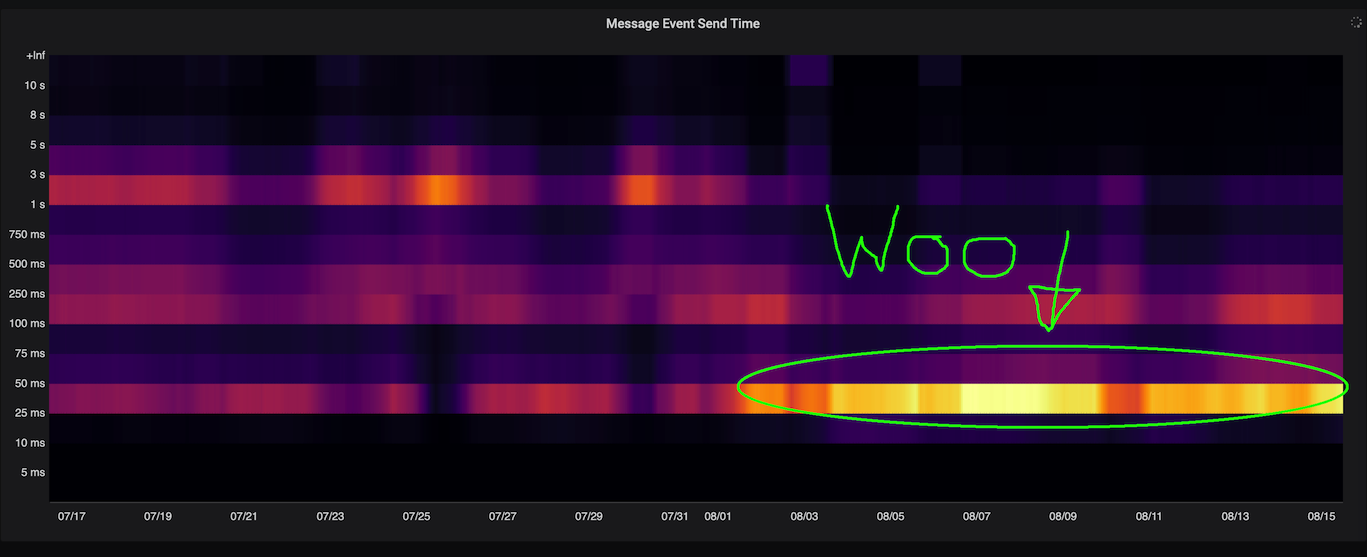 Message Event Send Time
+Inf
10 s
8 s
5 s
3 s
1 s
750 ms
500 ms
250 ms
100 ms
75 ms
50 ms
25 ms
10 ms
5 ms
Woo
07/17 07/19 07/21 07/23 07/25 07/27 07/29 07/31 08/01 08/03 08/05 08/07 08/09 08/11 08/13 08/15